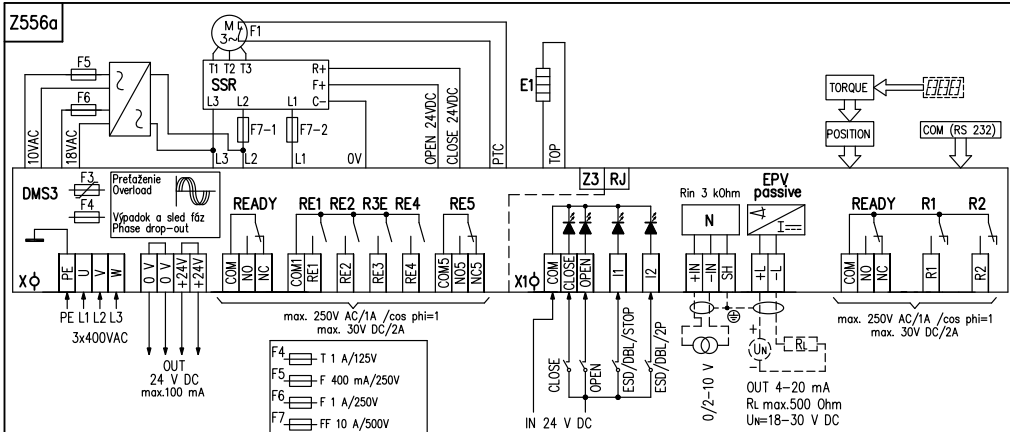 Z556a
M
3~
F1
T1 T2 T3
SSR
R+
F+
C-
L3 L2 L1
F5
F6
F7-1
F7-2
E1
TORQUE
POSITION
COM (RS 232)
10VAC
18VAC
L3 L2 L1 0V
OPEN 24VDC
CLOSE 24VDC
PTC
TOP
DMS3
F3
F4
Preťaženie
Overload
Výpadok a sled fáz
Phase drop-out
READY RE1 RE2 R3E RE4 RE5
Z3 RJ
Rin 3 kOhm
N
EPV
passive
I
READY R1 R2
X
PE U V W
0 V 0 V +24V +24V
COM NO NC
COM1 RE1 RE2 RE3 RE4
COM5 NO5 NC5
X1
COM CLOSE OPEN I1 I2
+IN -IN SH
+L -L
COM NO NC R1 R2
PE L1 L2 L3
3x400VAC
OUT
24 V DC
max.100 mA
max. 250V AC/1A /cos phi=1
max. 30V DC/2A
F4 T 1 A/125V
F5 F 400 mA/250V
F6 F 1 A/250V
F7 FF 10 A/500V
CLOSE
OPEN
ESD/DBL/STOP
ESD/DBL/2P
IN 24 V DC
0/2-10 V
+
UN
-
RL
OUT 4-20 mA
RL max.500 Ohm
UN=18-30 V DC
max. 250V AC/1A /cos phi=1
max. 30V DC/2A